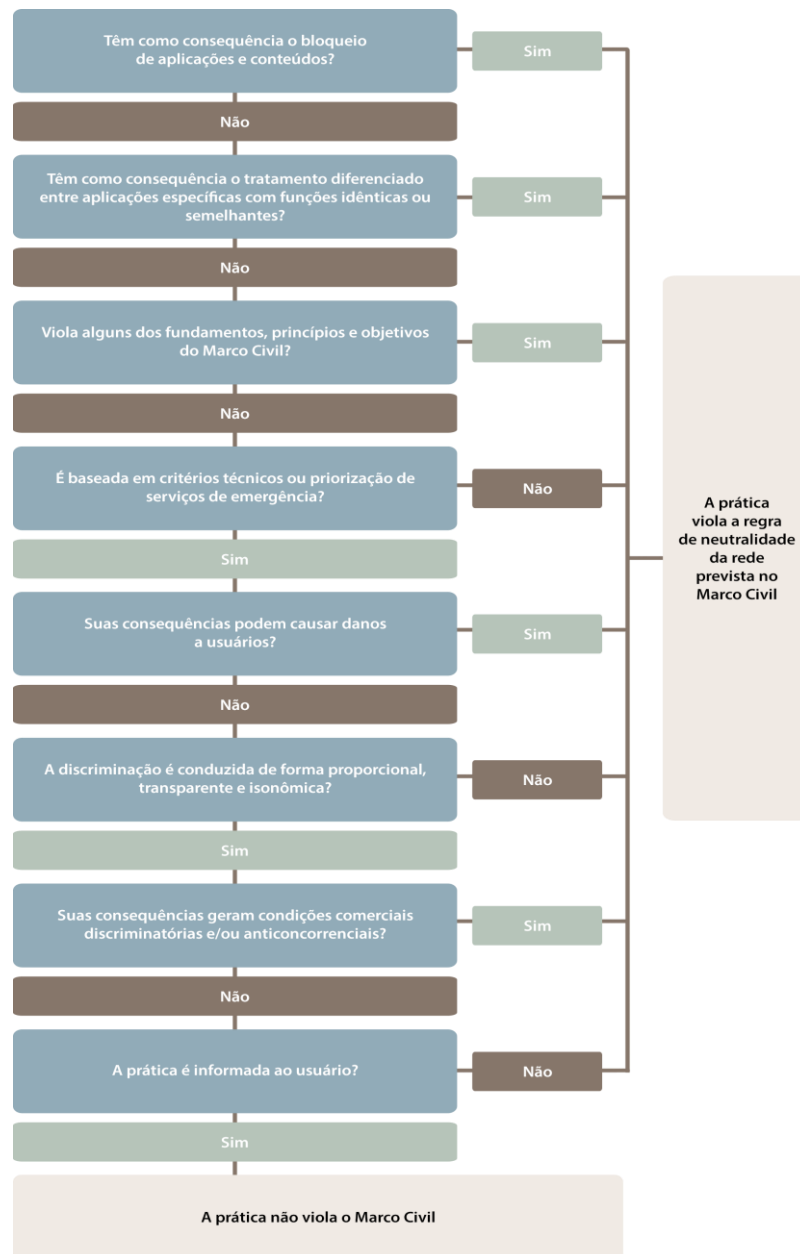 Têm como consequência o bloqueio
de aplicações e conteúdos?
Sim
Não
Têm como consequência o tratamento diferenciado
entre aplicações específicas com funções idênticas ou
semelhantes?
Sim
Não
Viola alguns dos fundamentos, princípios e objetivos
do Marco Civil?
Sim
Não
É baseada em critérios técnicos ou priorização de
serviços de emergência?
Não
Sim
Suas consequências podem causar danos
a usuários?
Sim
Não
A discriminação é conduzida de forma proporcional,
transparente e isonômica?
Não
Sim
Suas consequências geram condições comerciais
discriminatórias e/ou anticoncorrenciais?
Sim
Não
A prática é informada ao usuário?
Não
Sim
A prática não viola o Marco Civil
A prática
viola a regra
de neutralidade
da rede
prevista no
Marco Civil